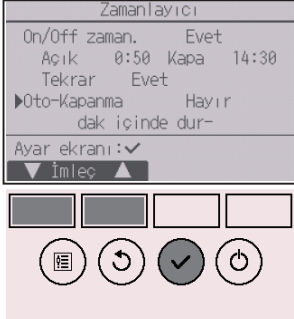 Zamanlayıcı
On/Off zaman. Evet
Açık 0:50 Kapa 14:30
Tekrar Evet
▶Oto-Kapanma Hayır
dak içinde dur-
Ayar ekranı:✓
▼ İmleç ▲